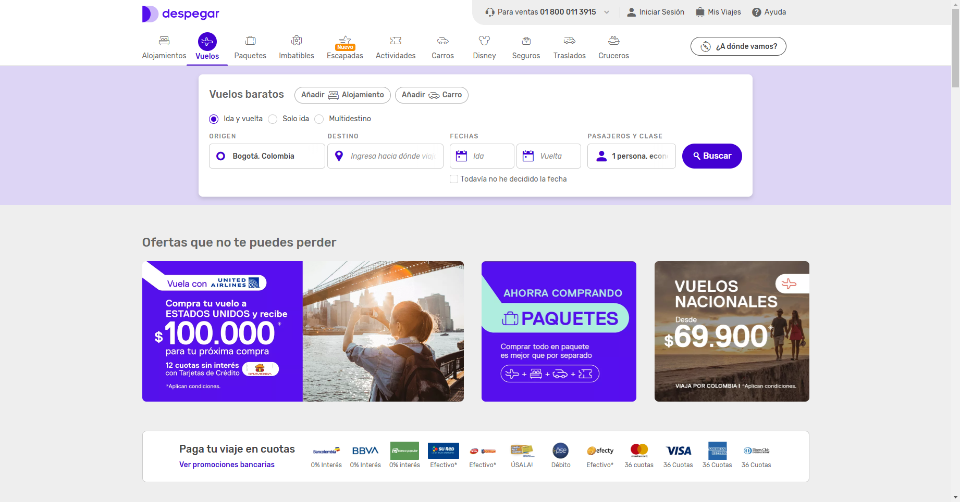 despegar
Para ventas 01 800 011 3915
Iniciar Sesión
Mis Viajes
Ayuda
Alojamientos
Vuelos
Paquetes
Imbatibles
Nuevo
Escapadas
Actividades
Carros
Disney
Seguros
Traslados
Cruceros
¿A dónde vamos?
Vuelos baratos
Añadir Alojamiento
Añadir Carro
Ida y vuelta
Solo ida
Multidestino
ORIGEN
DESTINO
FECHAS
PASAJEROS Y CLASE
Bogotá, Colombia
Ingresa hacia dónde viaj
Ida
Vuelta
1 persona, econ
Buscar
Todavía no he decidido la fecha
Ofertas que no te puedes perder
Vuela con UNITED AIRLINES
Compra tu vuelo a
ESTADOS UNIDOS y recibe
$100.000*
para tu próxima compra
12 cuotas sin interés
con Tarjetas de Crédito
*Aplican condiciones.
AHORRA COMPRANDO
PAQUETES
Comprar todo en paquete
es mejor que por separado
VUELOS
NACIONALES
Desde
$69.900*
VIAJA POR COLOMBIA! *Aplican condiciones.
Paga tu viaje en cuotas
Ver promociones bancarias
BBVA
efecty
VISA
0% Interés
0% Interés
0% interés
Efectivo*
Efectivo*
ÚSALA!
Débito
Efectivo*
36 cuotas
36 Cuotas
36 Cuotas
36 Cuotas